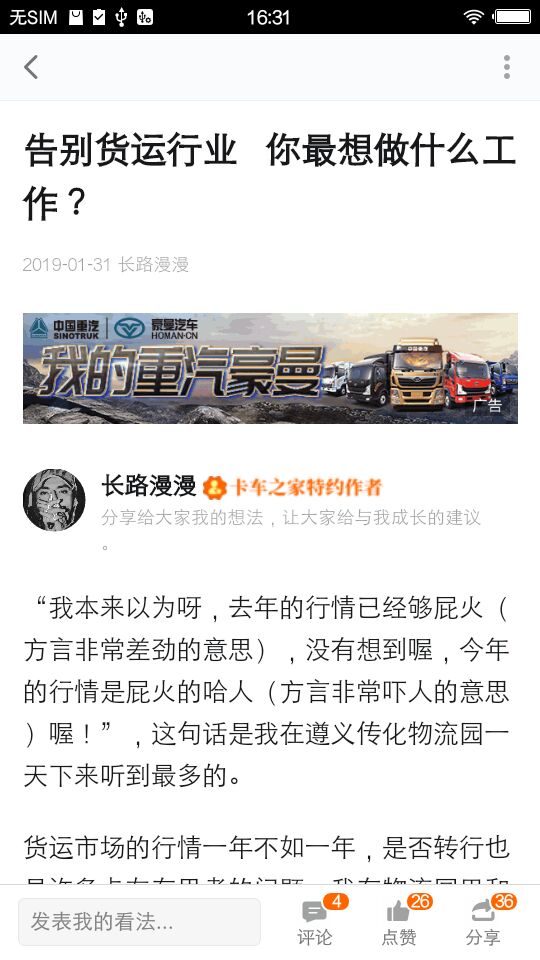 无SIM
16:31
告别货运行业 你最想做什么工
作？
2019-01-31 长路漫漫
中国重汽 豪曼汽车
SINOTRUK HOMAN·CN
我的重汽豪曼
广告
长路漫漫 卡车之家特约作者
分享给大家我的想法，让大家给与我成长的建议
。
“我本来以为呀，去年的行情已经够屁火（
方言非常差劲的意思），没有想到喔，今年
的行情是屁火的哈人（方言非常吓人的意思
）喔！”，这句话是我在遵义传化物流园一
天下来听到最多的。
货运市场的行情一年不如一年，是否转行也
发表我的看法...
4
26
36
评论
点赞
分享